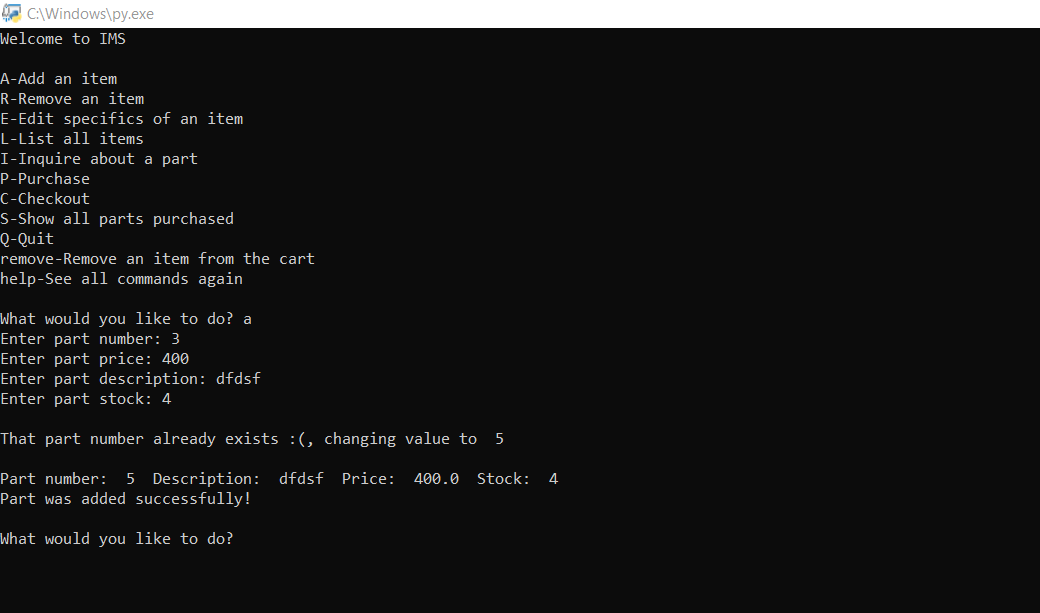 C:\Windows\py.exe
Welcome to IMS
A-Add an item
R-Remove an item
E-Edit specifics of an item
L-List all items
I-Inquire about a part
P-Purchase
C-Checkout
S-Show all parts purchased
Q-Quit
remove-Remove an item from the cart
help-See all commands again
What would you like to do? a
Enter part number: 3
Enter part price: 400
Enter part description: dfdsf
Enter part stock: 4
That part number already exists :(, changing value to  5
Part number:  5  Description:  dfdsf  Price:  400.0  Stock:  4
Part was added successfully!
What would you like to do?